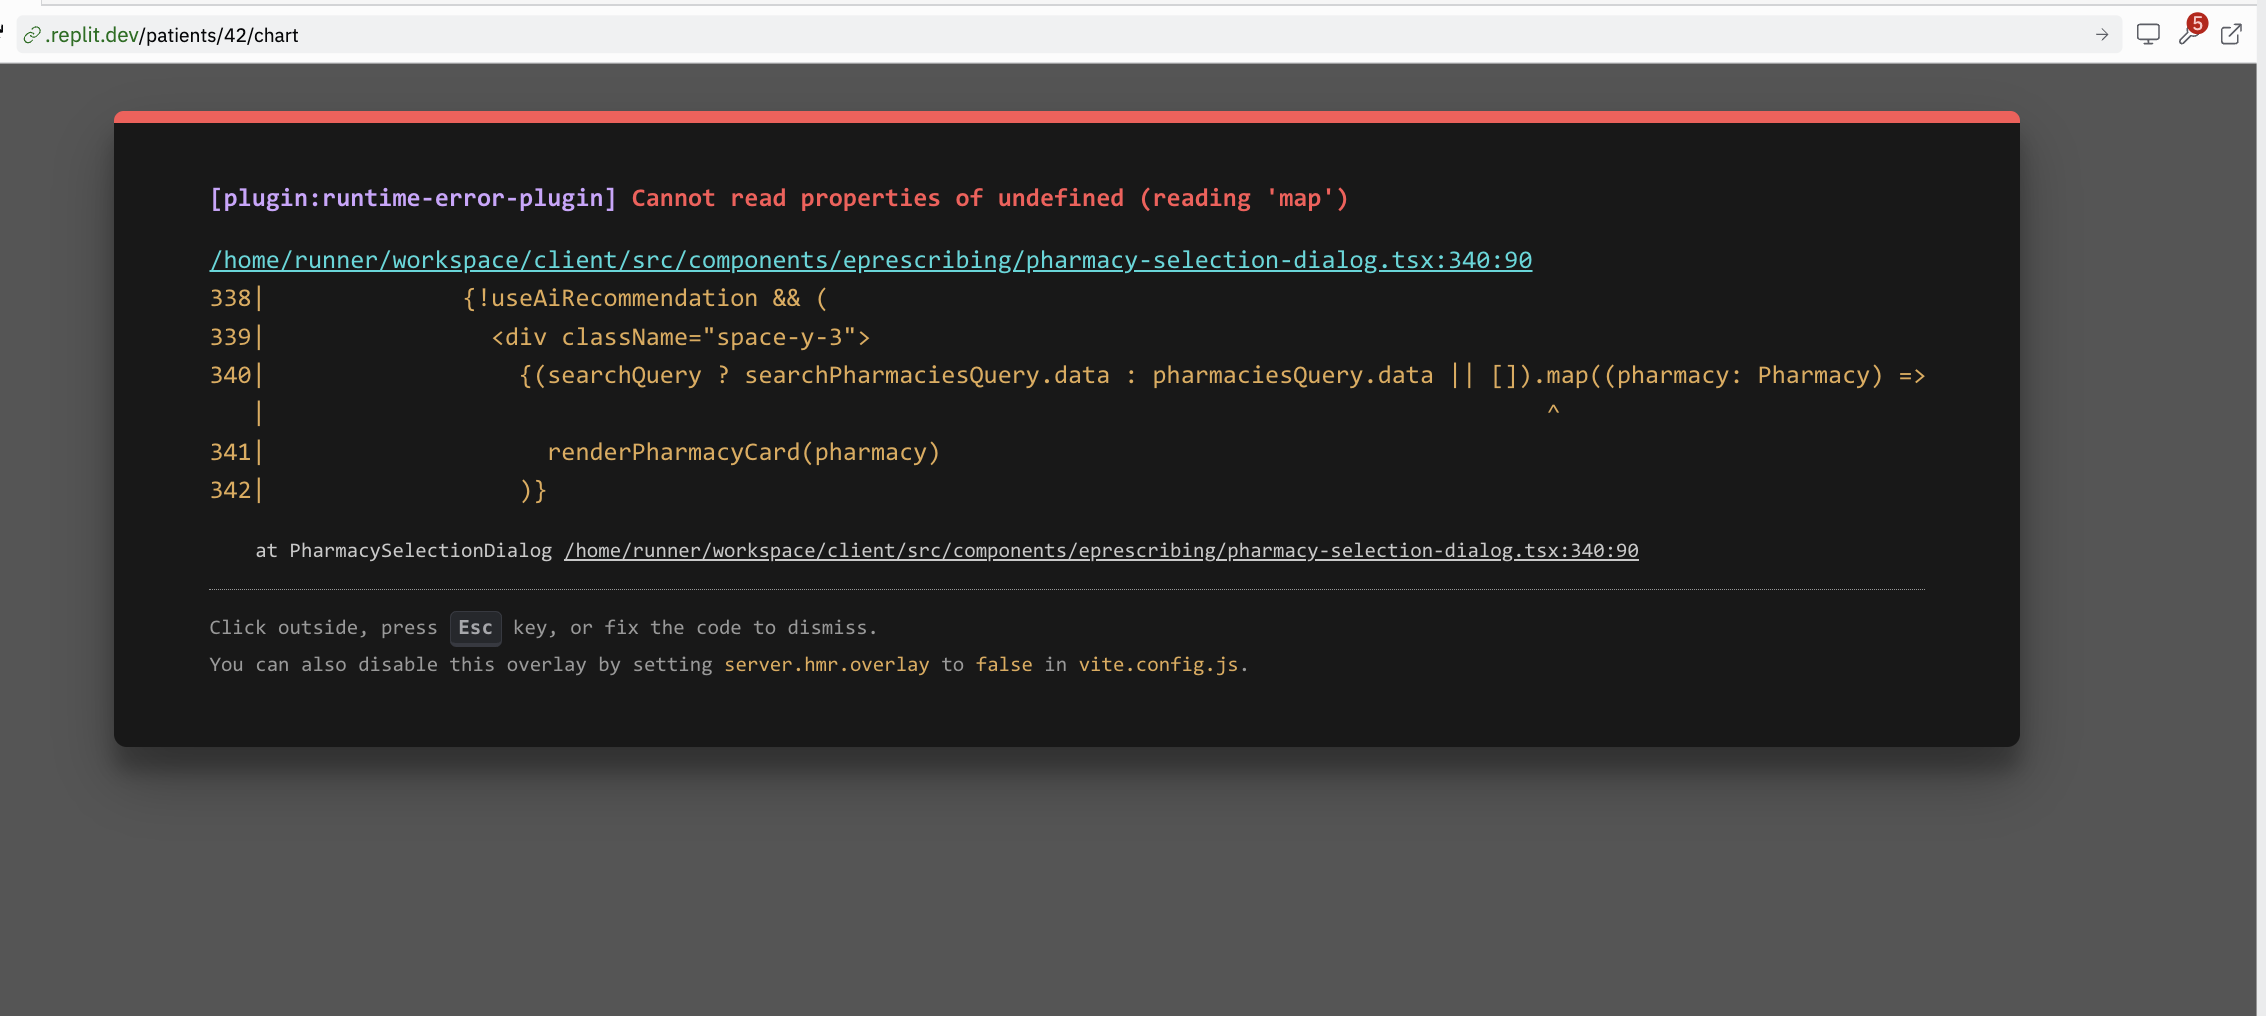 .replit.dev/patients/42/chart
5
[plugin:runtime-error-plugin] Cannot read properties of undefined (reading 'map')
/home/runner/workspace/client/src/components/eprescribing/pharmacy-selection-dialog.tsx:340:90
338|              {!useAiRecommendation && (
339|                <div className="space-y-3">
340|                  {(searchQuery ? searchPharmaciesQuery.data : pharmaciesQuery.data || []).map((pharmacy: Pharmacy) =>
   |                                                                                           ^
341|                    renderPharmacyCard(pharmacy)
342|                  )}
at PharmacySelectionDialog /home/runner/workspace/client/src/components/eprescribing/pharmacy-selection-dialog.tsx:340:90
Click outside, press Esc key, or fix the code to dismiss.
You can also disable this overlay by setting server.hmr.overlay to false in vite.config.js.